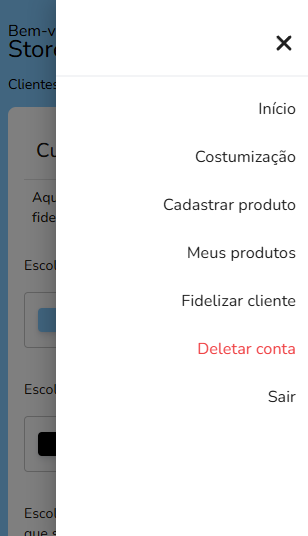 Bem-v
Store
Clientes
Cu
Aqu
fide
Escol
Escol
Escol
que s
Início
Costumização
Cadastrar produto
Meus produtos
Fidelizar cliente
Deletar conta
Sair